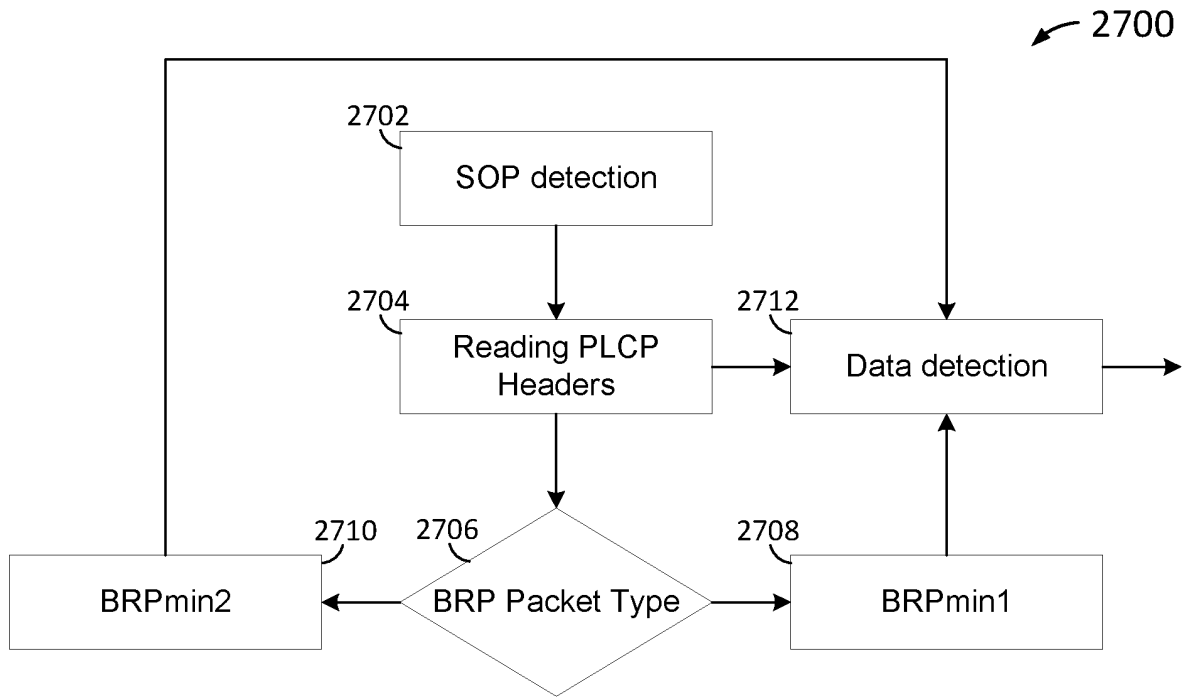 2700
2702
SOP detection
2704
Reading PLCP
Headers
2712
Data detection
2710
BRPmin2
2706
BRP Packet Type
2708
BRPmin1